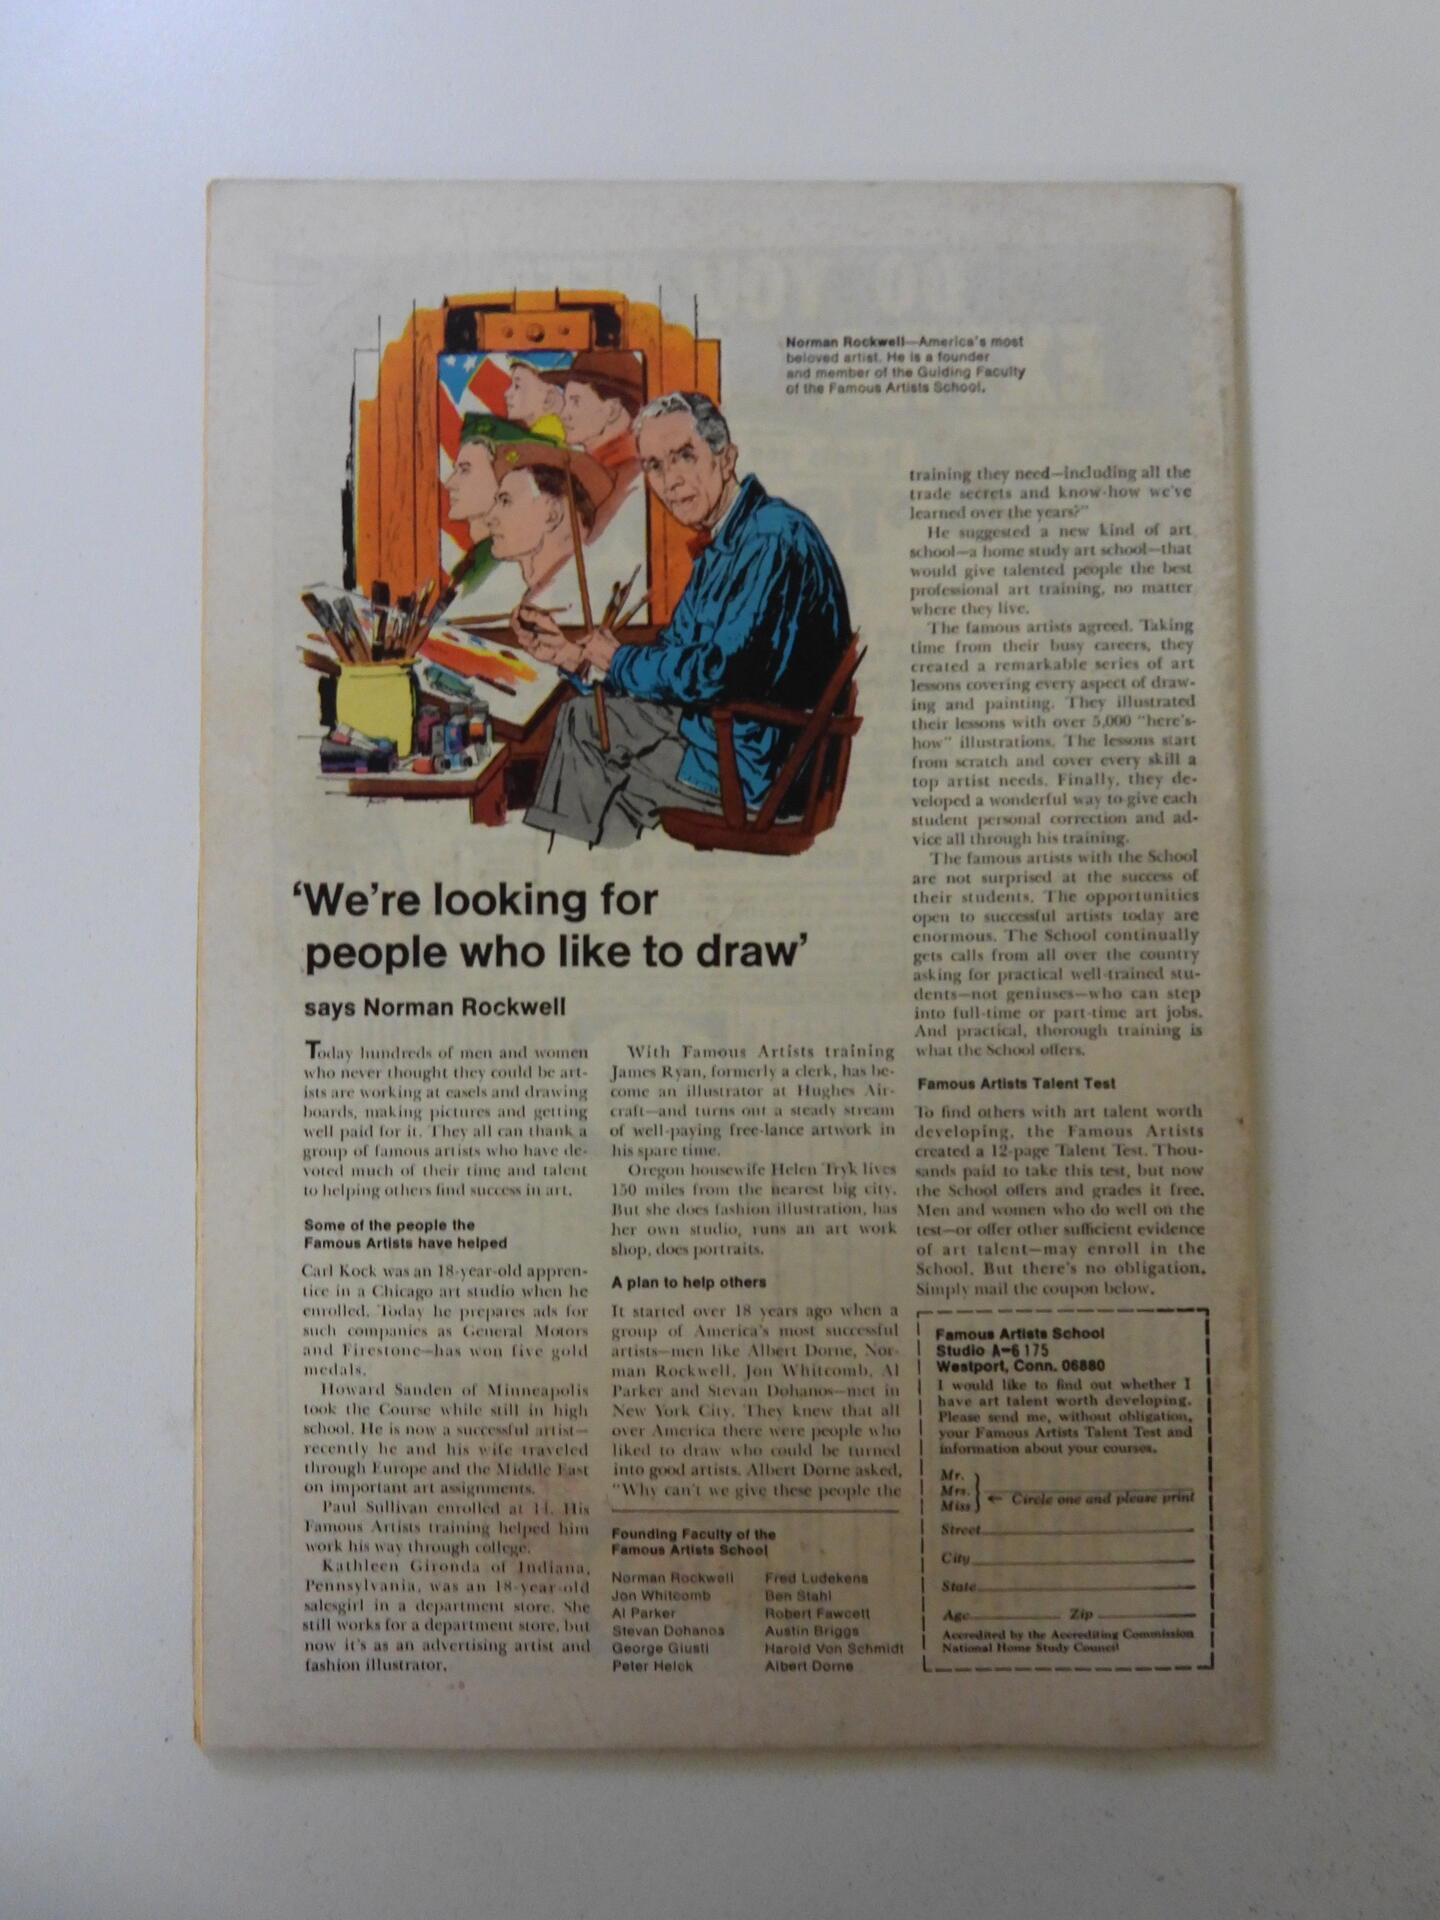 Norman Rockwell—America's most
beloved artist. He is a founder
and member of the Guiding Faculty
of the Famous Artists School.
'We're looking for
people who like to draw'
says Norman Rockwell
Today hundreds of men and women
who never thought they could be art-
ists are working at easels and drawing
boards, making pictures and getting
well paid for it. They all can thank a
group of famous artists who have de-
voted much of their time and talent
to helping others find success in art.
Some of the people the
Famous Artists have helped
Carl Kock was an 18-year-old appren-
tice in a Chicago art studio when he
enrolled. Today he prepares ads for
such companies as General Motors
and Firestone—has won five gold
medals.
Howard Sanden of Minneapolis
took the Course while still in high
school. He is now a successful artist—
recently he and his wife traveled
through Europe and the Middle East
on important art assignments.
Paul Sullivan enrolled at 14. His
Famous Artists training helped him
work his way through college.
Kathleen Gironda of Indiana,
Pennsylvania, was an 18-year-old
salesgirl in a department store. She
still works for a department store, but
now it's as an advertising artist and
fashion illustrator.
With Famous Artists training
James Ryan, formerly a clerk, has be-
come an illustrator at Hughes Air-
craft—and turns out a steady stream
of well-paying free-lance artwork in
his spare time.
Oregon housewife Helen Tryk lives
150 miles from the nearest big city.
But she does fashion illustration, has
her own studio, runs an art work
shop, does portraits.
A plan to help others
It started over 18 years ago when a
group of America's most successful
artists—men like Albert Dorne, Nor-
man Rockwell, Jon Whitcomb, Al
Parker and Stevan Dohanos—met in
New York City. They knew that all
over America there were people who
liked to draw who could be turned
into good artists. Albert Dorne asked,
"Why can't we give these people the
training they need—including all the
trade secrets and know-how we've
learned over the years?"
He suggested a new kind of art
school—a home study art school—that
would give talented people the best
professional art training, no matter
where they live.
The famous artists agreed. Taking
time from their busy careers, they
created a remarkable series of art
lessons covering every aspect of draw-
ing and painting. They illustrated
their lessons with over 5,000 "here's-
how" illustrations. The lessons start
from scratch and cover every skill a
top artist needs. Finally, they de-
veloped a wonderful way to give each
student personal correction and ad-
vice all through his training.
The famous artists with the School
are not surprised at the success of
their students. The opportunities
open to successful artists today are
enormous. The School continually
gets calls from all over the country
asking for practical well-trained stu-
dents—not geniuses—who can step
into full-time or part-time art jobs.
And practical, thorough training is
what the School offers.
Famous Artists Talent Test
To find others with art talent worth
developing, the Famous Artists
created a 12-page Talent Test. Thou-
sands paid to take this test, but now
the School offers and grades it free.
Men and women who do well on the
test—or offer other sufficient evidence
of art talent—may enroll in the
School. But there's no obligation.
Simply mail the coupon below.
Founding Faculty of the
Famous Artists School
Norman Rockwell
Jon Whitcomb
Al Parker
Stevan Dohanos
George Giusti
Peter Helck
Fred Ludekens
Ben Stahl
Robert Fawcett
Austin Briggs
Harold Von Schmidt
Albert Dorne
Famous Artists School
Studio A-6175
Westport, Conn. 06880
I would like to find out whether I
have art talent worth developing.
Please send me, without obligation,
your Famous Artists Talent Test and
information about your courses.
Mr.
Mrs.
Miss
← Circle one and please print
Street
City
State
Age Zip
Accredited by the Accrediting Commission
National Home Study Council